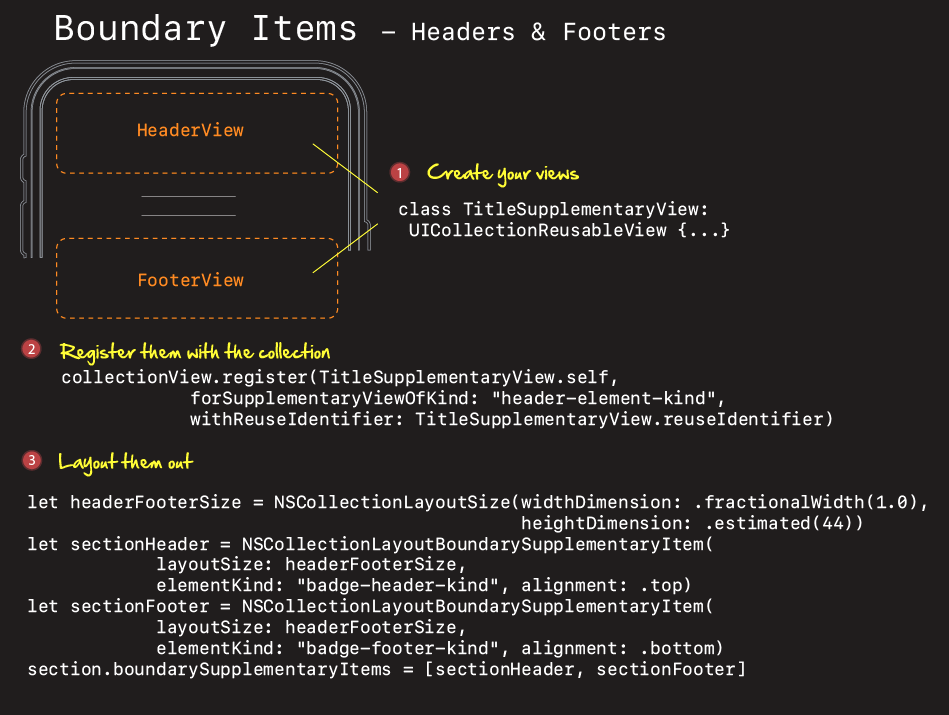 Boundary Items – Headers & Footers
HeaderView
FooterView
1 Create your views
class TitleSupplementaryView:
UICollectionReusableView {...}
2 Register them with the collection
collectionView.register(TitleSupplementaryView.self,
forSupplementaryViewOfKind: "header-element-kind",
withReuseIdentifier: TitleSupplementaryView.reuseIdentifier)
3 Layout them out
let headerFooterSize = NSCollectionLayoutSize(widthDimension: .fractionalWidth(1.0),
heightDimension: .estimated(44))
let sectionHeader = NSCollectionLayoutBoundarySupplementaryItem(
layoutSize: headerFooterSize,
elementKind: "badge-header-kind", alignment: .top)
let sectionFooter = NSCollectionLayoutBoundarySupplementaryItem(
layoutSize: headerFooterSize,
elementKind: "badge-footer-kind", alignment: .bottom)
section.boundarySupplementaryItems = [sectionHeader, sectionFooter]